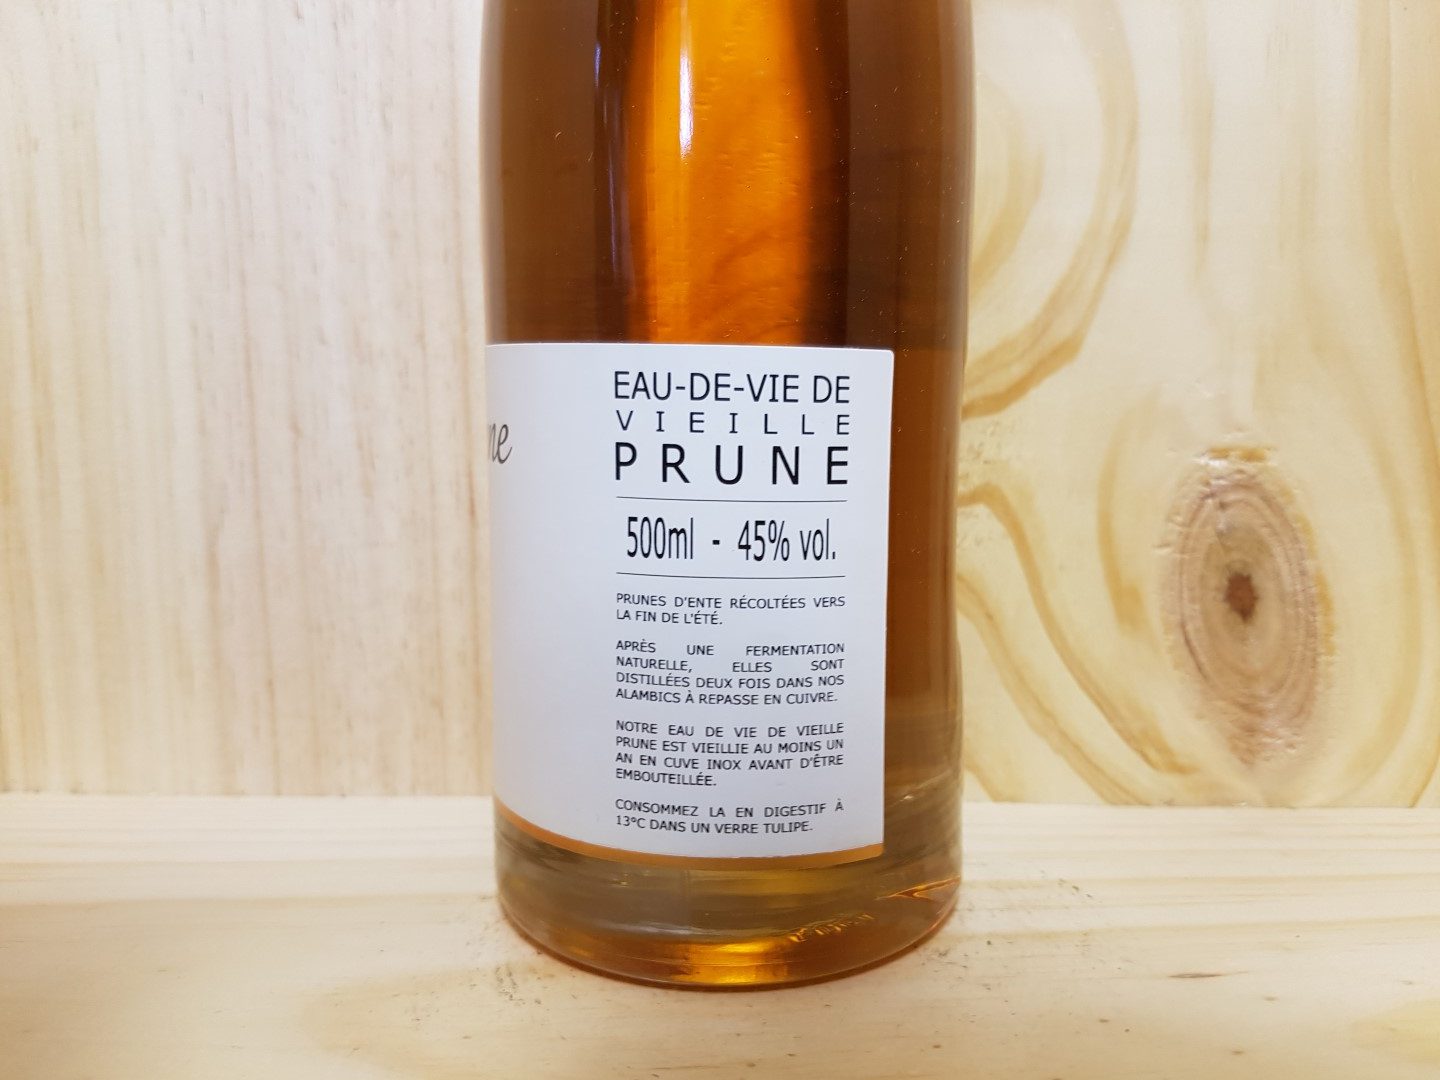 EAU-DE-VIE DE
VIEILLE
PRUNE
500ml - 45% vol.
PRUNES D'ENTE RÉCOLTÉES VERS
LA FIN DE L'ÉTÉ.
APRÈS UNE FERMENTATION
NATURELLE, ELLES SONT
DISTILLÉES DEUX FOIS DANS NOS
ALAMBICS À REPASSE EN CUIVRE.
NOTRE EAU DE VIE DE VIEILLE
PRUNE EST VIEILLIE AU MOINS UN
AN EN CUVE INOX AVANT D'ÊTRE
EMBOUTEILLÉE.
CONSOMMEZ LA EN DIGESTIF À
13°C DANS UN VERRE TULIPE.